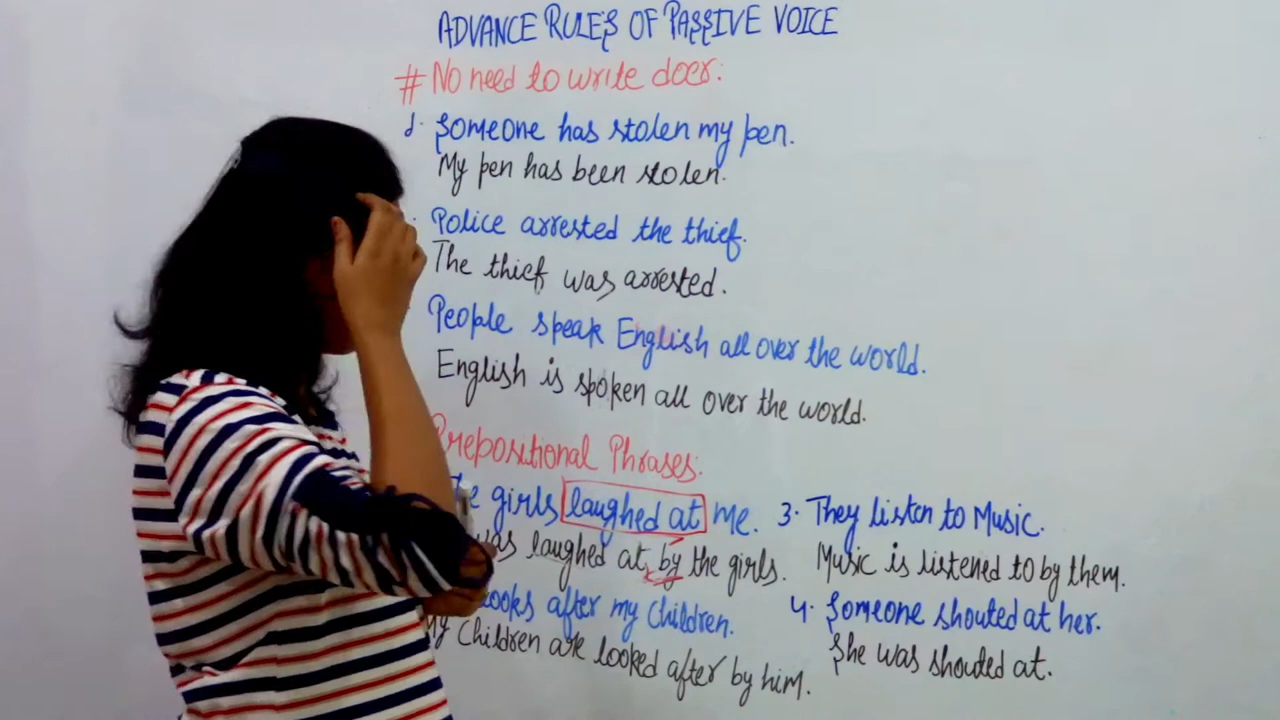 ADVANCE RULES OF PASSIVE VOICE
# No need to write doer:
1. Someone has stolen my pen.
My pen has been stolen.
Police arrested the thief.
The thief was arrested.
People speak English all over the world.
English is spoken all over the world.
Prepositional Phrases:
girls laughed at me.
was laughed at by the girls.
looks after my children.
My children are looked after by him.
3. They listen to Music.
Music is listened to by them.
4. Someone shouted at her.
She was shouted at.